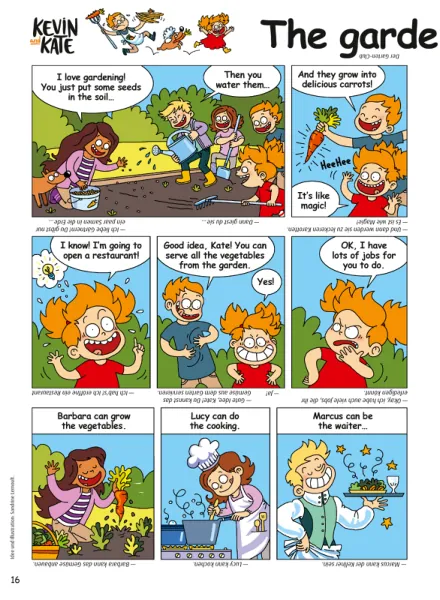 KEVIN
and
KATE
The garde
Der Garten-Club
I love gardening!
You just put some seeds
in the soil...
Then you
water them...
And they grow into
delicious carrots!
HeeHee
It's like
magic!
— Ich liebe Gärtnern! Du gibst nur
ein paar Samen in die Erde ...
— Dann gießt du sie ...
— Und dann werden sie zu leckeren Karotten.
— Es ist wie Magie!
I know! I'm going to
open a restaurant!
Good idea, Kate! You can
serve all the vegetables
from the garden.
Yes!
OK, I have
lots of jobs for
you to do.
— Ich hab's! Ich eröffne ein Restaurant
— Gute Idee, Kate! Du kannst das
Gemüse aus dem Garten servieren.
— Ja!
— Okay, ich habe auch viele Jobs, die ihr
erledigen könnt.
Barbara can grow
the vegetables.
Lucy can do
the cooking.
Marcus can be
the waiter...
— Barbara kann das Gemüse anbauen.
— Lucy kann kochen.
— Marcus kann der Kellner sein.
Idee und Illustration:
16